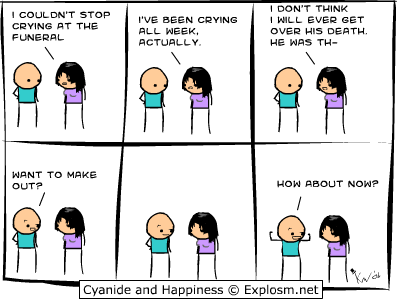 I COULDN'T STOP
CRYING AT THE
FUNERAL
I'VE BEEN CRYING
ALL WEEK,
ACTUALLY.
I DON'T THINK
I WILL EVER GET
OVER HIS DEATH.
HE WAS TH-
WANT TO MAKE
OUT?
HOW ABOUT NOW?
Cyanide and Happiness © Explosm.net